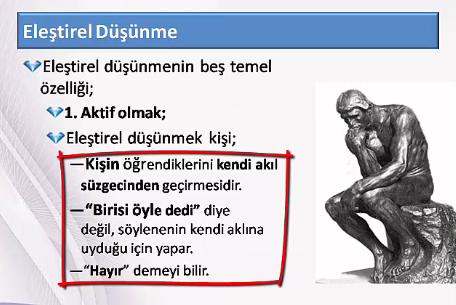 Eleştirel Düşünme
Eleştirel düşünmenin beş temel
özelliği;
1. Aktif olmak;
Eleştirel düşünmek kişi;
—Kişin öğrendiklerini kendi akıl
süzgecinden geçirmesidir.
—“Birisi öyle dedi” diye
değil, söylenenin kendi aklına
uyduğu için yapar.
—“Hayır” demeyi bilir.